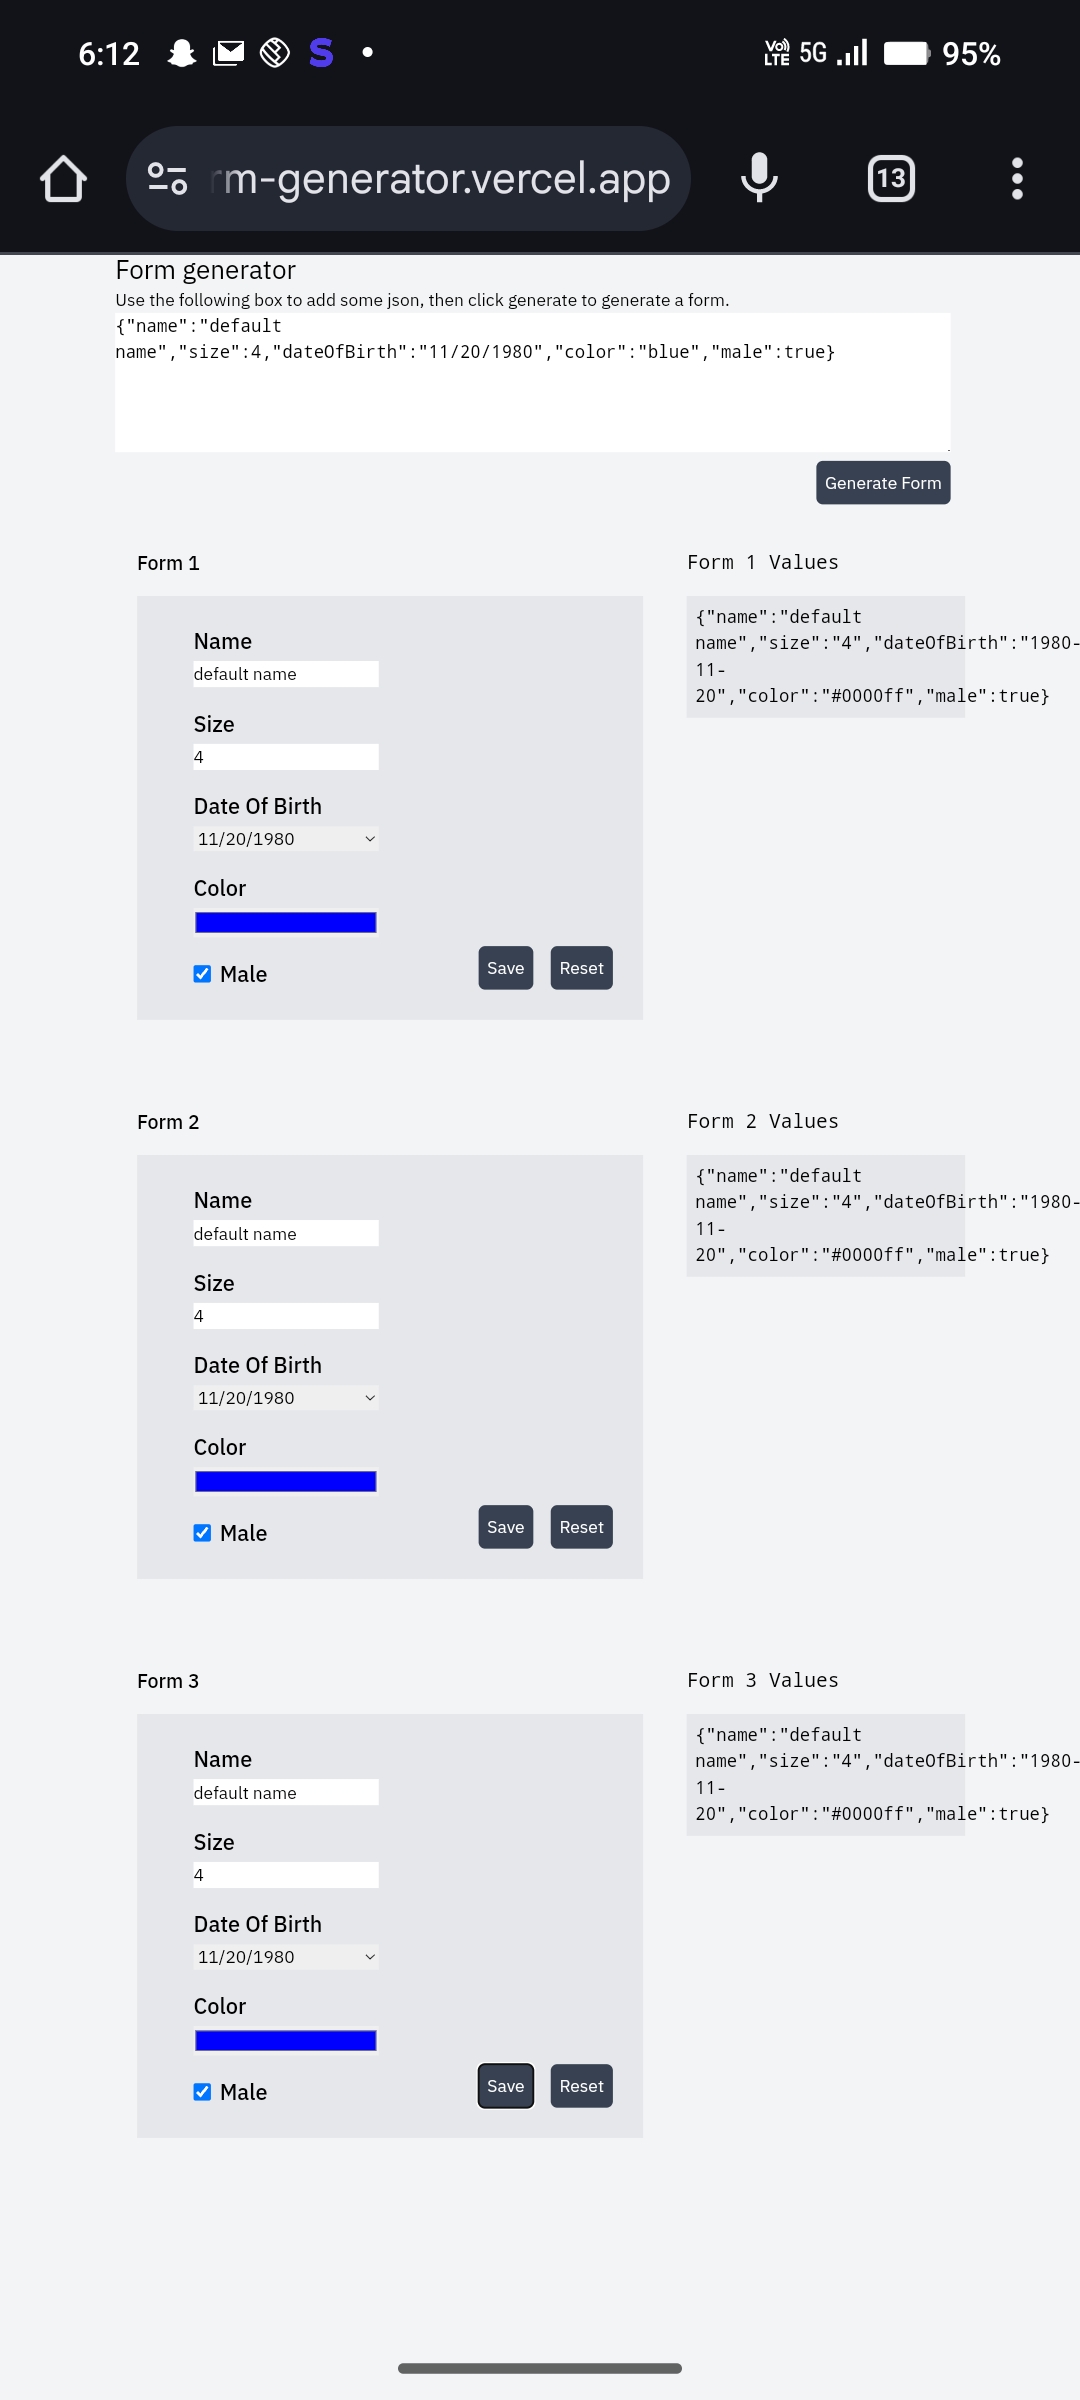 6:12
S
Vo)) LTE 5G 95%
rm-generator.vercel.app
13
Form generator
Use the following box to add some json, then click generate to generate a form.
{"name":"default
name","size":4,"dateOfBirth":"11/20/1980","color":"blue","male":true}
Generate Form
Form 1
Name
default name
Size
4
Date Of Birth
11/20/1980
Color
Male
Save Reset
Form 1 Values
{"name":"default
name","size":"4","dateOfBirth":"1980-
11-
20","color":"#0000ff","male":true}
Form 2
Name
default name
Size
4
Date Of Birth
11/20/1980
Color
Male
Save Reset
Form 2 Values
{"name":"default
name","size":"4","dateOfBirth":"1980-
11-
20","color":"#0000ff","male":true}
Form 3
Name
default name
Size
4
Date Of Birth
11/20/1980
Color
Male
Save Reset
Form 3 Values
{"name":"default
name","size":"4","dateOfBirth":"1980-
11-
20","color":"#0000ff","male":true}